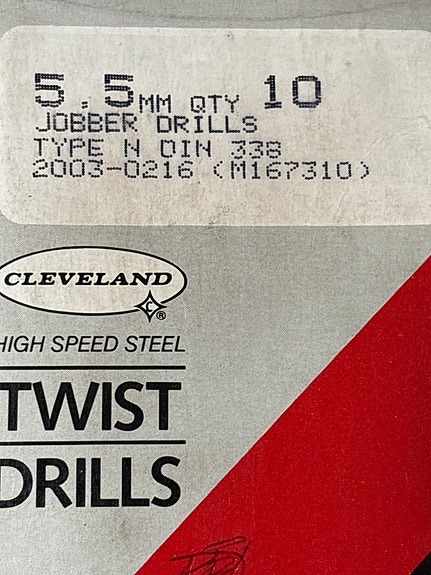 5.5MM QTY 10
JOBBER DRILLS
TYPE N DIN 338
2003-0216 (M167310)
CLEVELAND
C
®
HIGH SPEED STEEL
TWIST
DRILLS